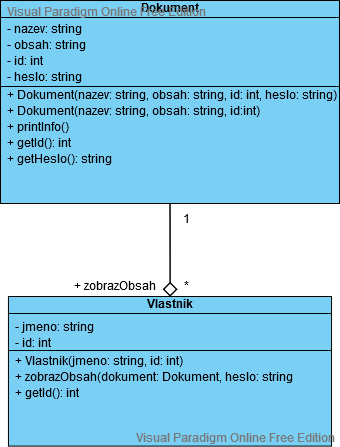 Visual Paradigm Online Free Edition
Dokument
- nazev: string
- obsah: string
- id: int
- heslo: string
+ Dokument(nazev: string, obsah: string, id: int, heslo: string)
+ Dokument(nazev: string, obsah: string, id:int)
+ printInfo()
+ getId(): int
+ getHeslo(): string
1
+ zobrazObsah *
Vlastnik
- jmeno: string
- id: int
+ Vlastnik(jmeno: string, id: int)
+ zobrazObsah(dokument: Dokument, heslo: string
+ getId(): int
Visual Paradigm Online Free Edition